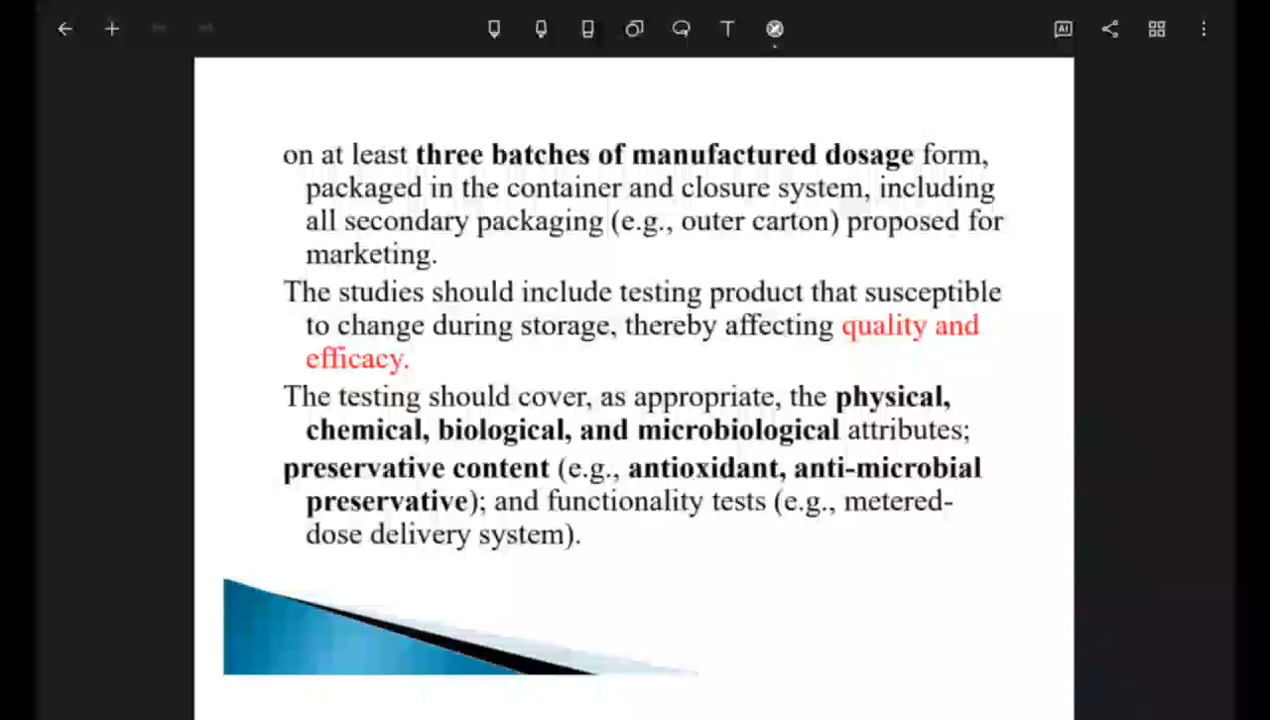 AI
T
on at least three batches of manufactured dosage form,
packaged in the container and closure system, including
all secondary packaging (e.g., outer carton) proposed for
marketing.
The studies should include testing product that susceptible
to change during storage, thereby affecting quality and
efficacy.
The testing should cover, as appropriate, the physical,
chemical, biological, and microbiological attributes;
preservative content (e.g., antioxidant, anti-microbial
preservative); and functionality tests (e.g., metered-
dose delivery system).